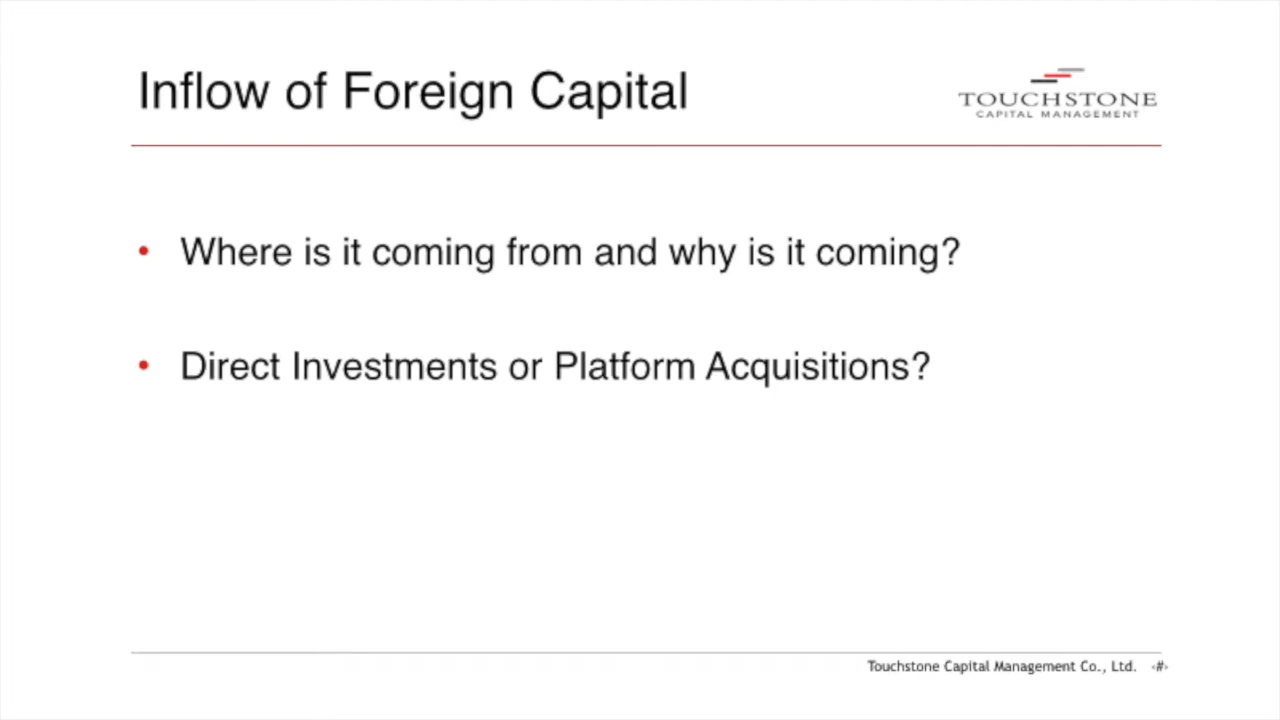 Inflow of Foreign Capital
TOUCHSTONE
CAPITAL MANAGEMENT
• Where is it coming from and why is it coming?
• Direct Investments or Platform Acquisitions?
Touchstone Capital Management Co., Ltd. ‹#›